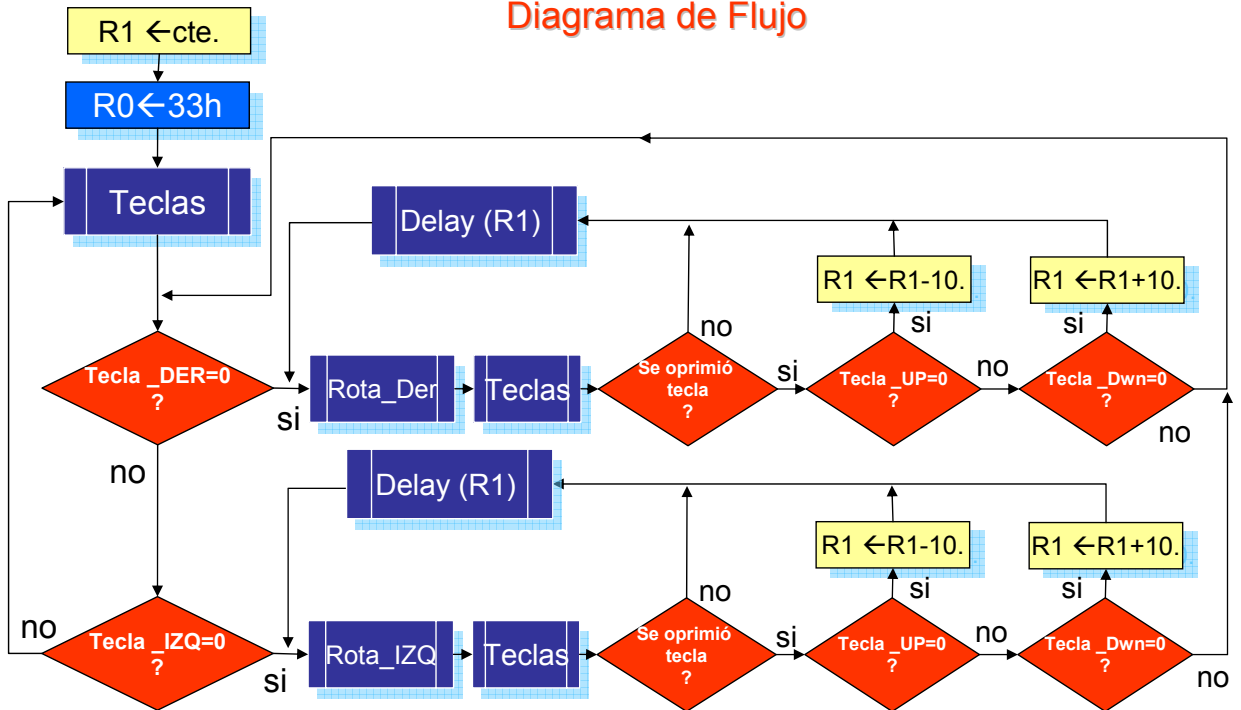 Diagrama de Flujo
R1 ←cte.
R0←33h
Teclas
Delay (R1)
R1 ←R1-10.
R1 ←R1+10.
no
si
si
Tecla _DER=0
?
si
Rota_Der
Teclas
Se oprimió
tecla
?
si
Tecla _UP=0
?
no
Tecla _Dwn=0
?
no
no
Delay (R1)
R1 ←R1-10.
R1 ←R1+10.
no
si
si
no
Tecla _IZQ=0
?
si
Rota_IZQ
Teclas
Se oprimió
tecla
?
si
Tecla _UP=0
?
no
Tecla _Dwn=0
?
no